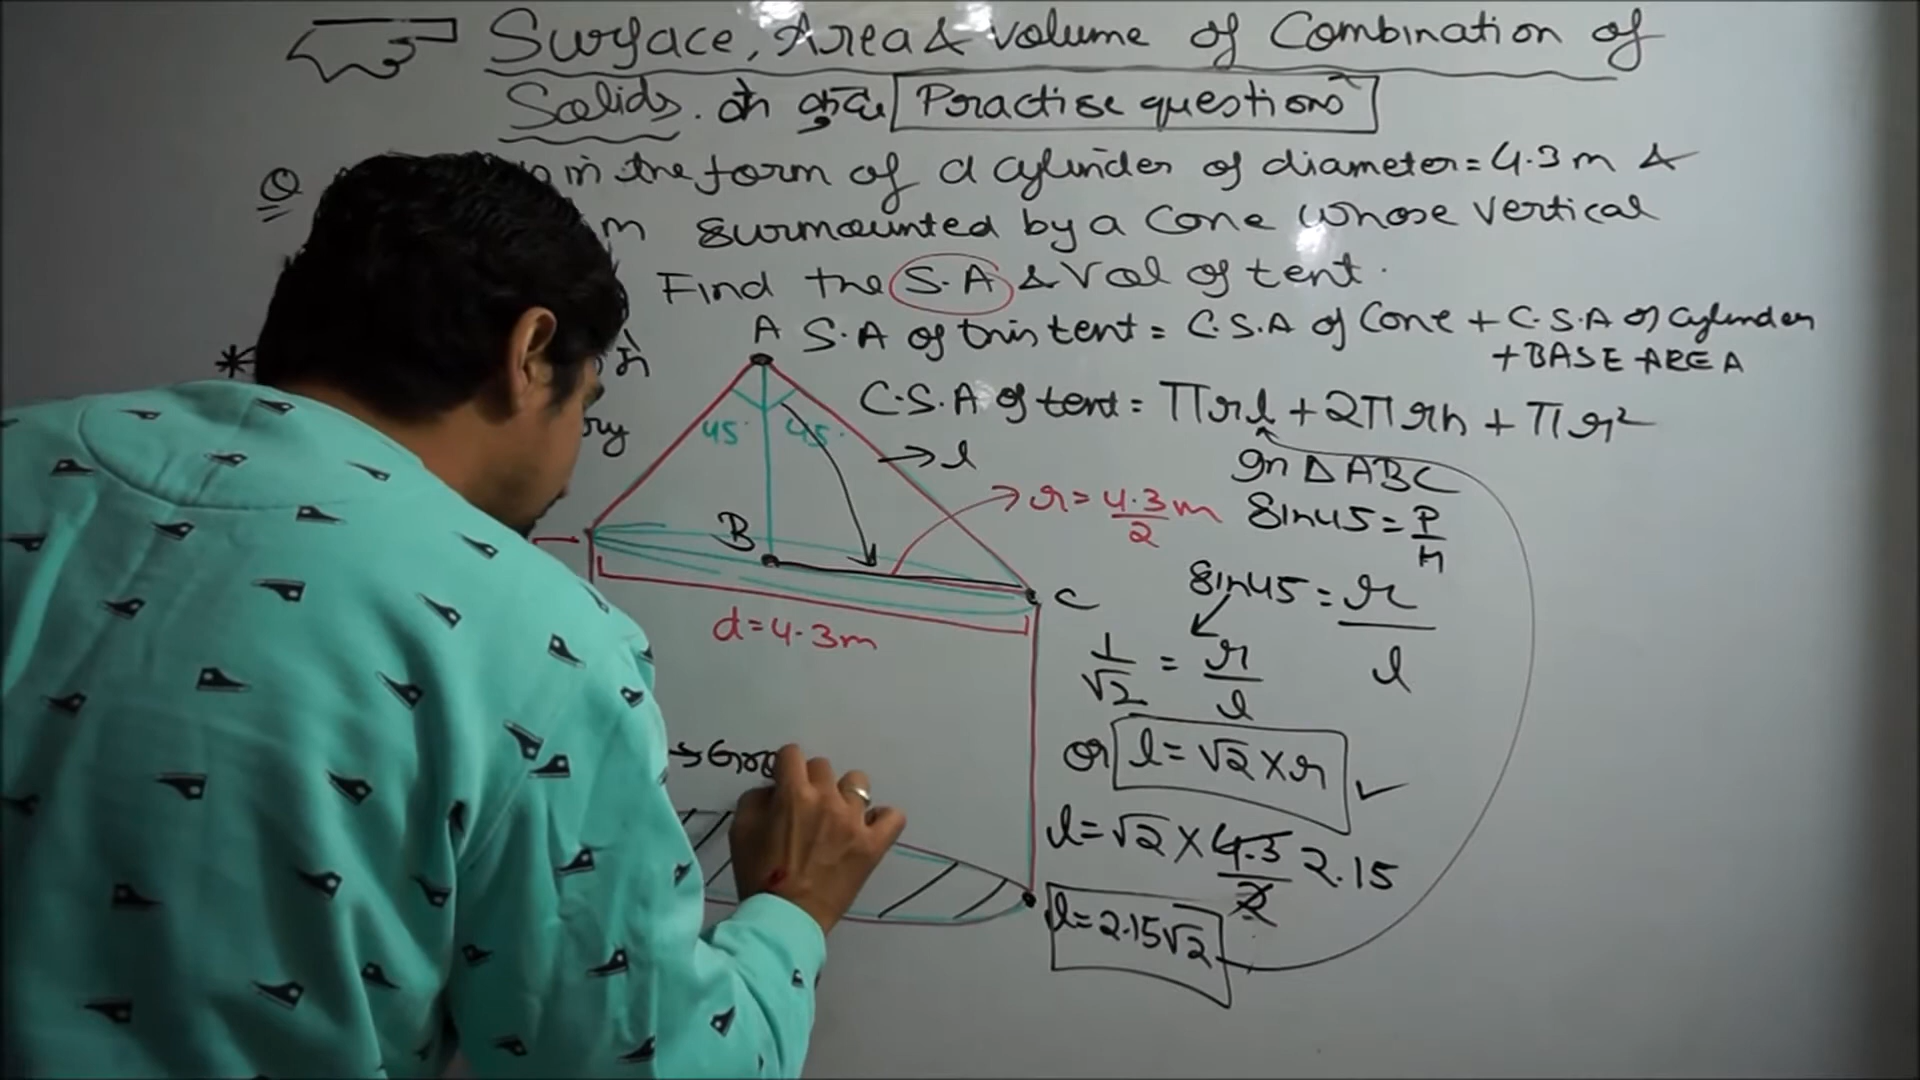 Surface, Area & Volume of Combination of
Solids. के कुछ Practise questions
Q in the form of a cylinder of diameter = 4.3 m &
m surmounted by a Cone whose Vertical
Find the S.A & Vol of tent.
A S.A of this tent = C.S.A of Cone + C.S.A of Cylinder
+ BASE AREA
*
C.S.A of tent = πrl + 2πrh + πr²
45° 45°
→ l
In △ ABC
B
→ r = 4.3 m / 2
Sin45 = P/H
C
d = 4.3m
Sin45 = r/l
1/√2 = r/l
or l = √2 × r ✓
→ Gro
l = √2 × 4.3/2 2.15
l = 2.15√2